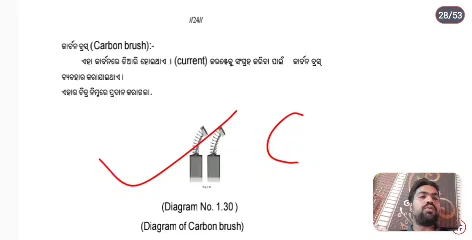 //24//
28/53
କାର୍ବନ ବ୍ରସ୍ (Carbon brush):-
ଏହା କାର୍ବନରେ ତିଆରି ହୋଇଥାଏ । (current) କରଣ୍ଟକୁ ସଂଗ୍ରହ କରିବା ପାଇଁ କାର୍ବନ ବ୍ରସ୍
ବ୍ୟବହାର କରାଯାଇଥାଏ।
ଏହାର ଚିତ୍ର ନିମ୍ନରେ ପ୍ରଦାନ କରାଗଲା.
(Diagram No. 1.30 )
(Diagram of Carbon brush)